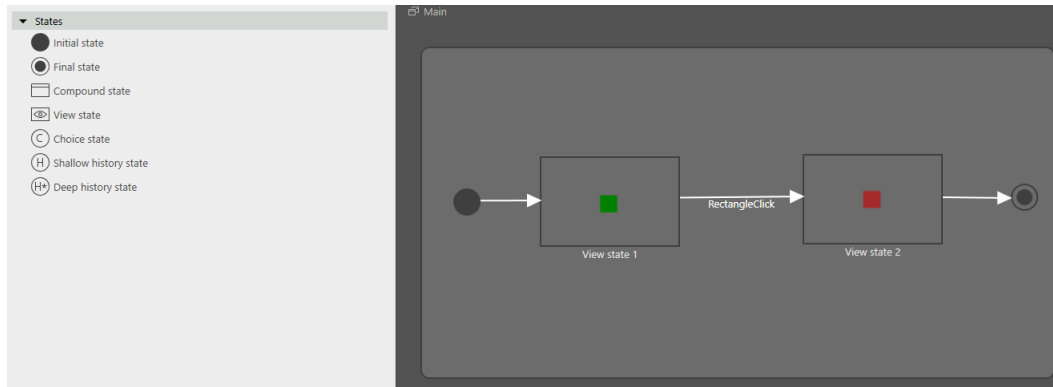 States
Initial state
Final state
Compound state
View state
C Choice state
H Shallow history state
H* Deep history state
Main
RectangleClick
View state 1
View state 2